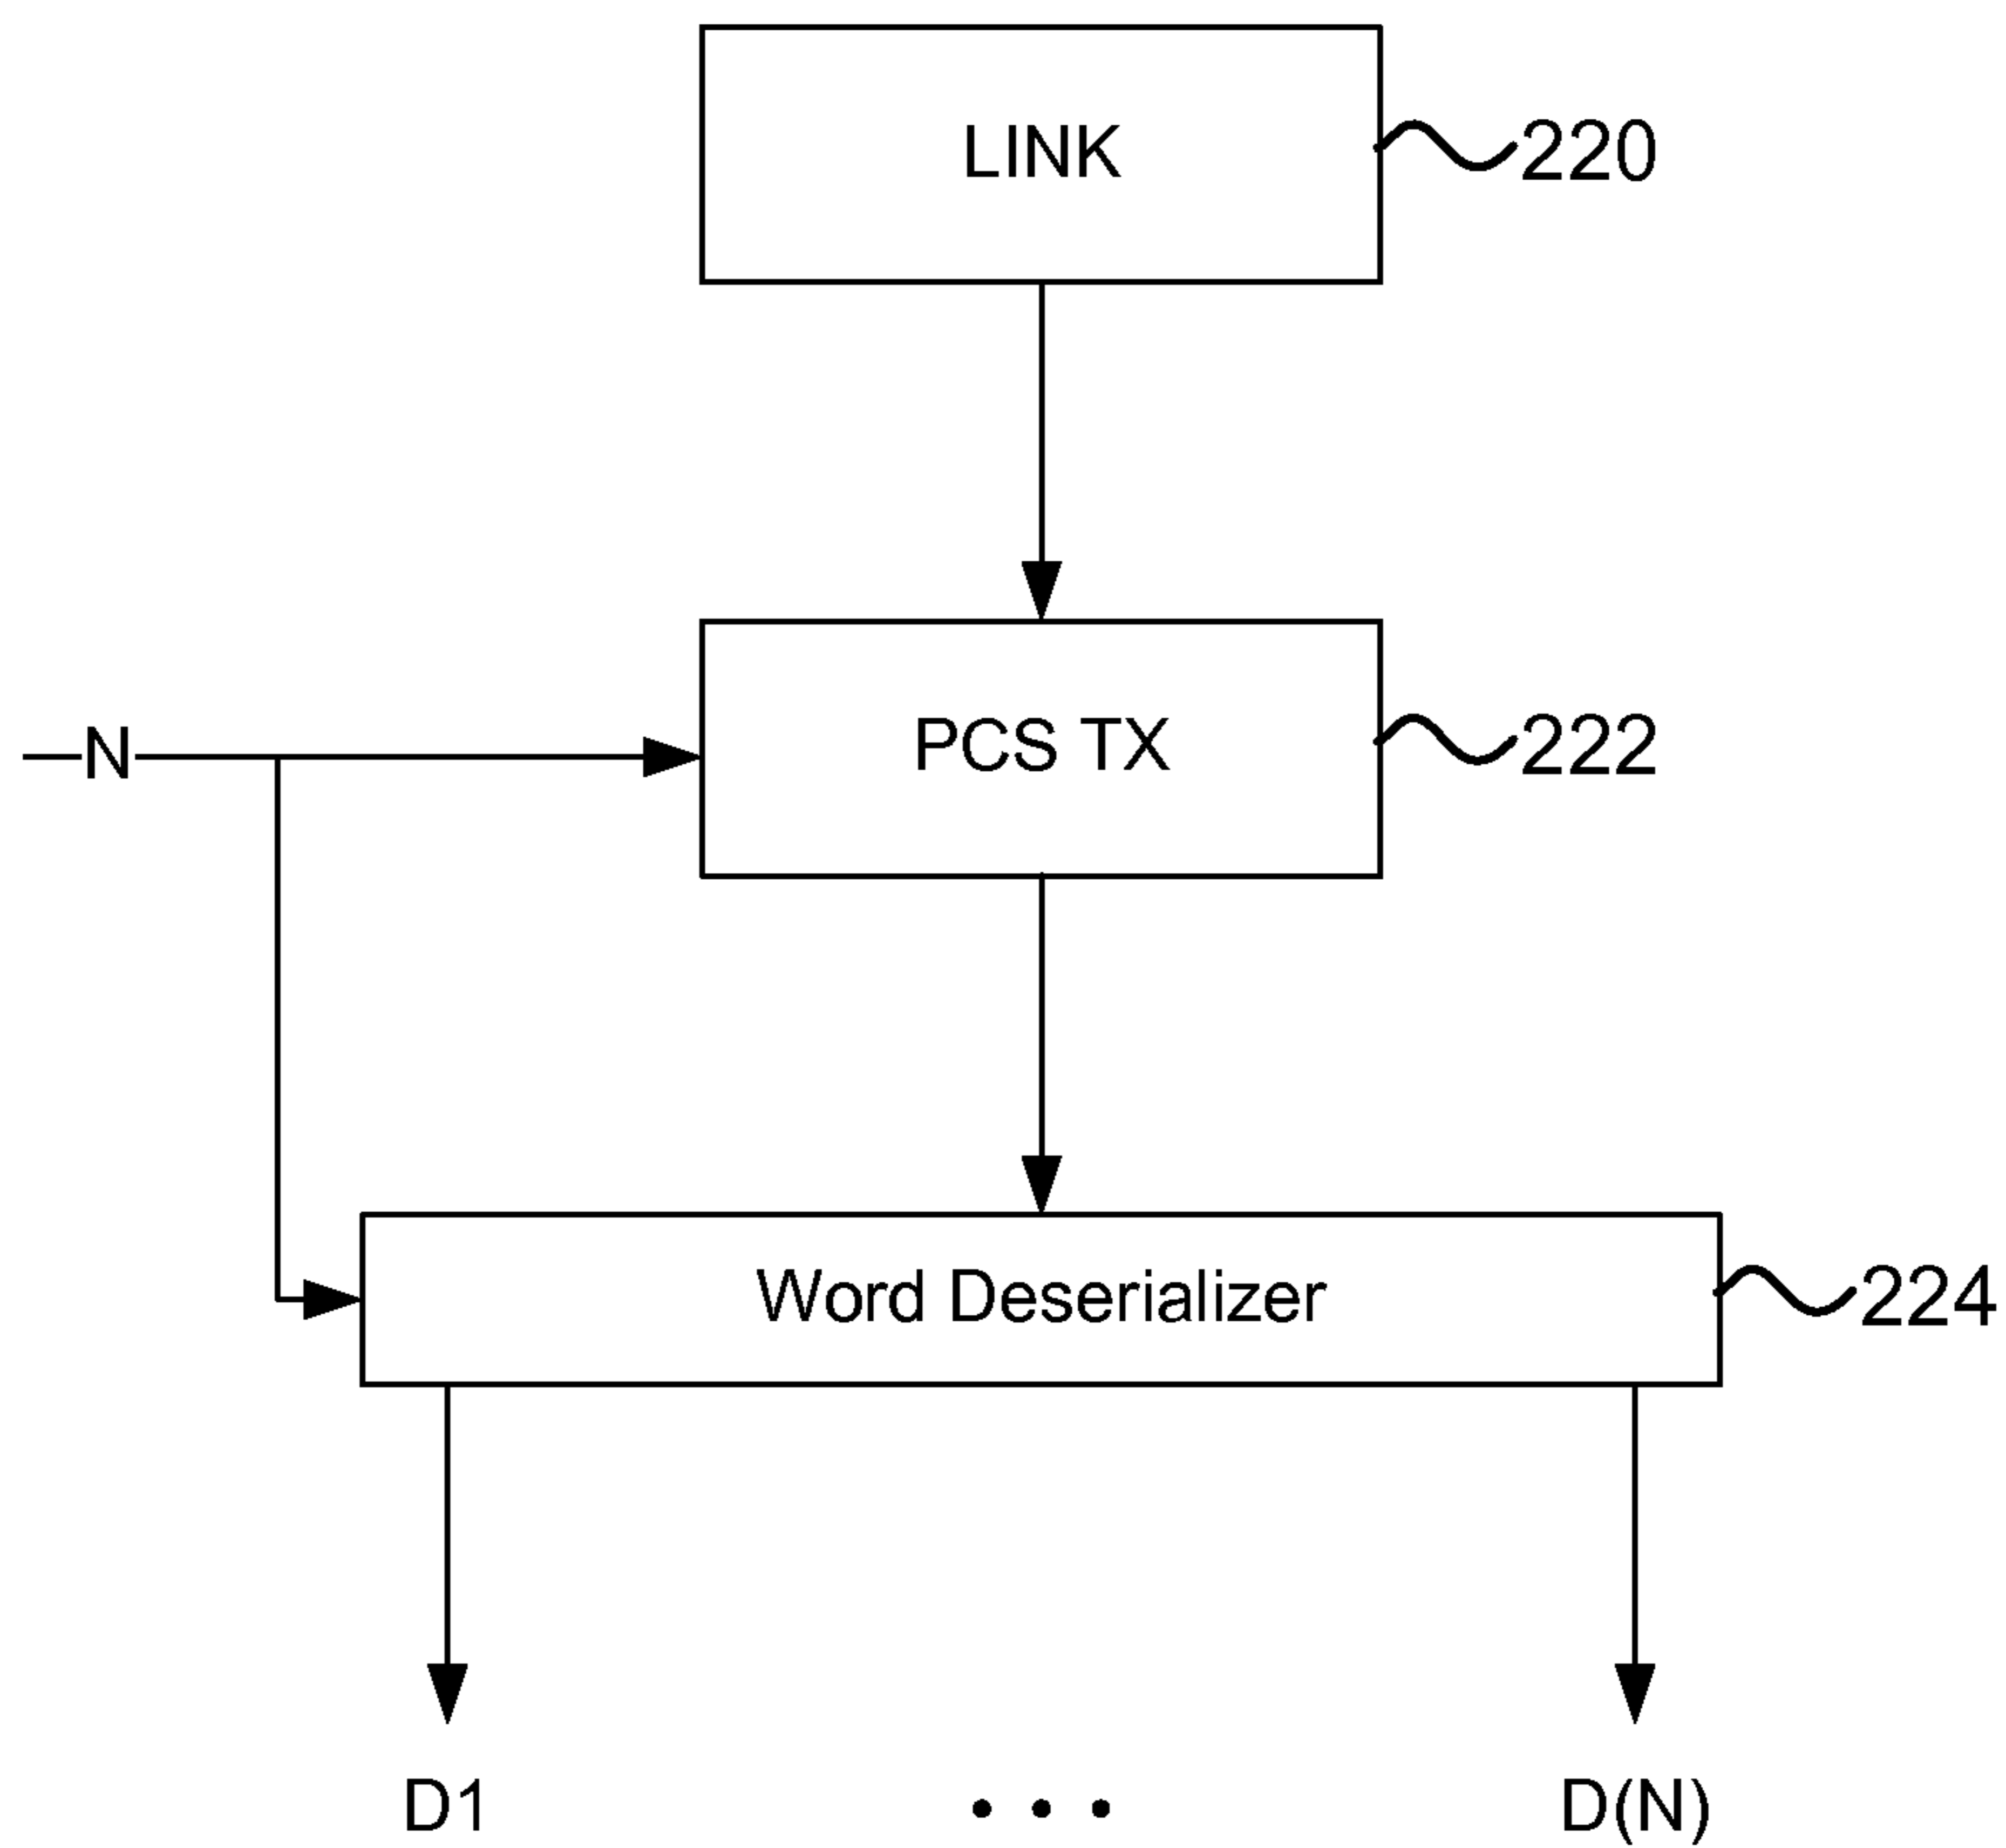 LINK
220
N
PCS TX
222
Word Deserializer
224
D1
• • •
D(N)